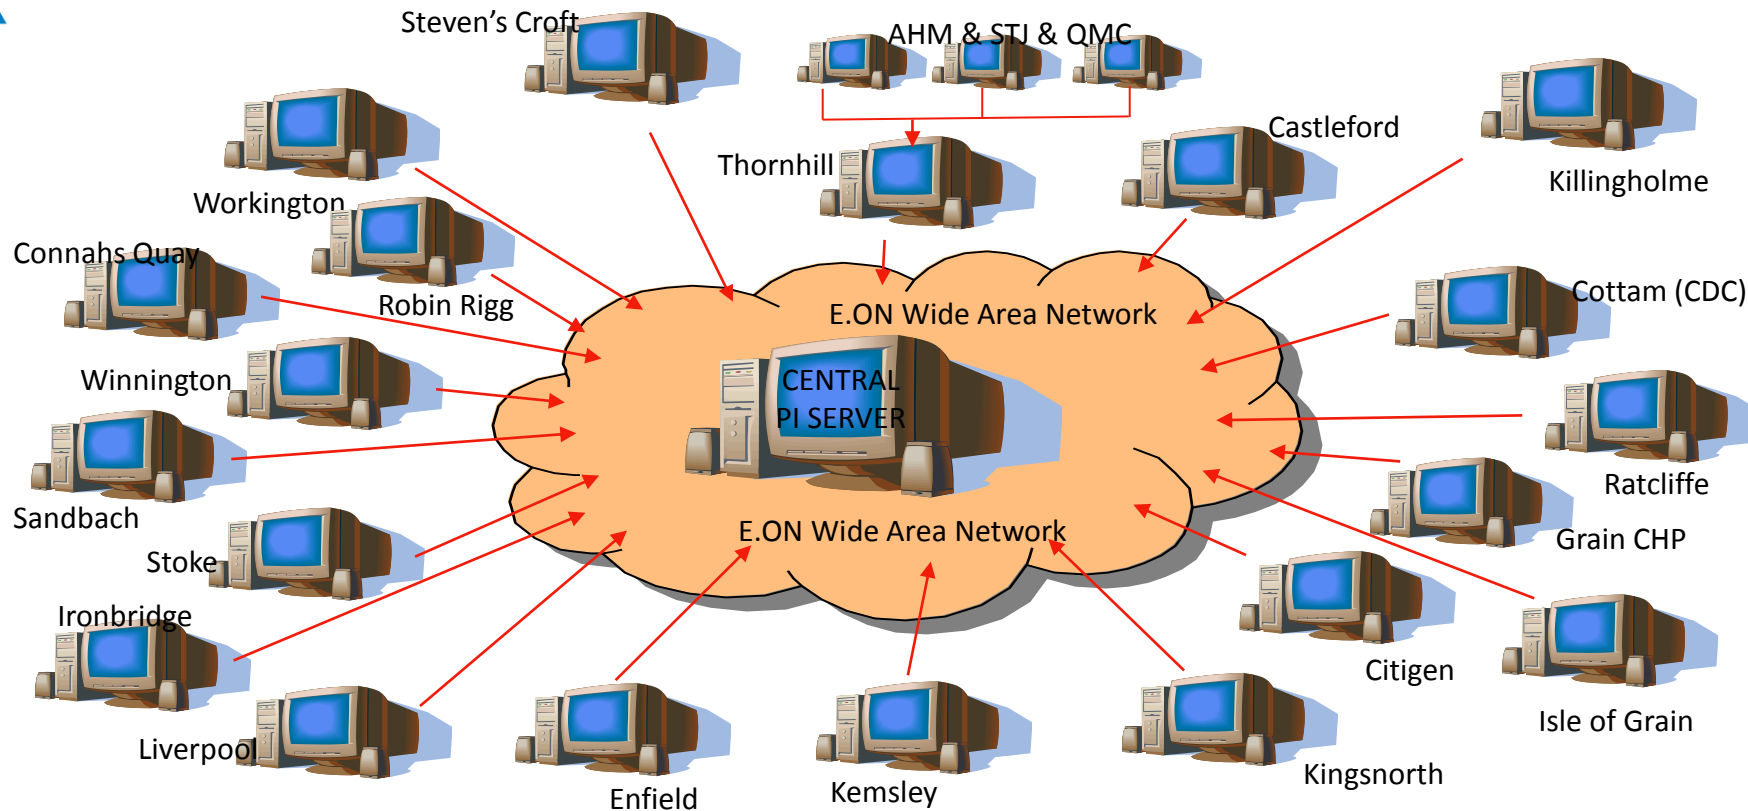 Steven’s Croft
AHM & STJ & QMC
Castleford
Thornhill
Killingholme
Workington
Connahs Quay
Robin Rigg
Cottam (CDC)
E.ON Wide Area Network
Winnington
CENTRAL
PI SERVER
Ratcliffe
Sandbach
E.ON Wide Area Network
Grain CHP
Stoke
Ironbridge
Citigen
Isle of Grain
Liverpool
Kingsnorth
Kemsley
Enfield